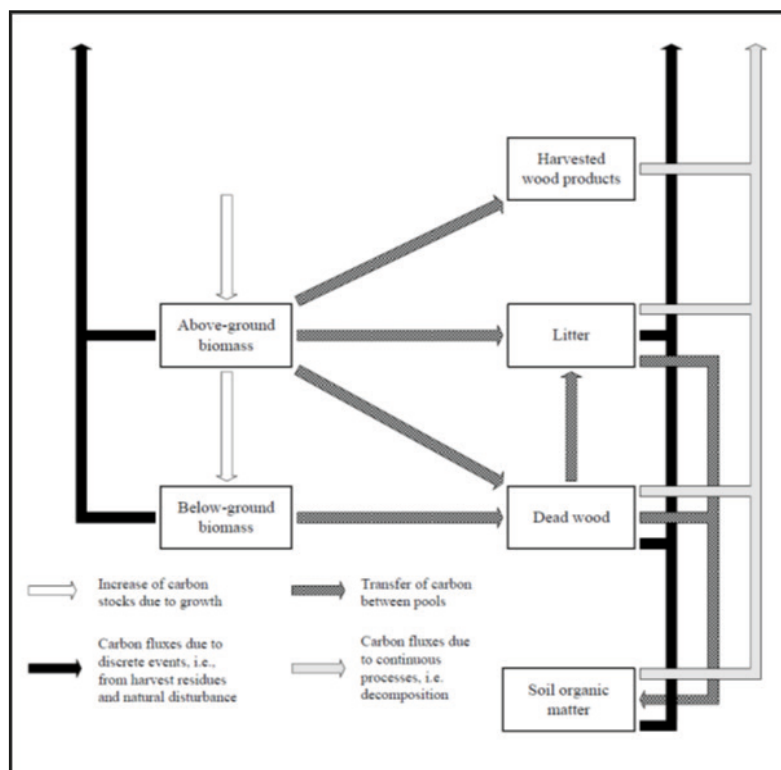 Harvested
wood products
Above-ground
biomass
Litter
Below-ground
biomass
Dead wood
Increase of carbon
stocks due to growth
Transfer of carbon
between pools
Carbon fluxes due to
discrete events, i.e.,
from harvest residues
and natural disturbance
Carbon fluxes due
to continuous
processes, i.e.
decomposition
Soil organic
matter